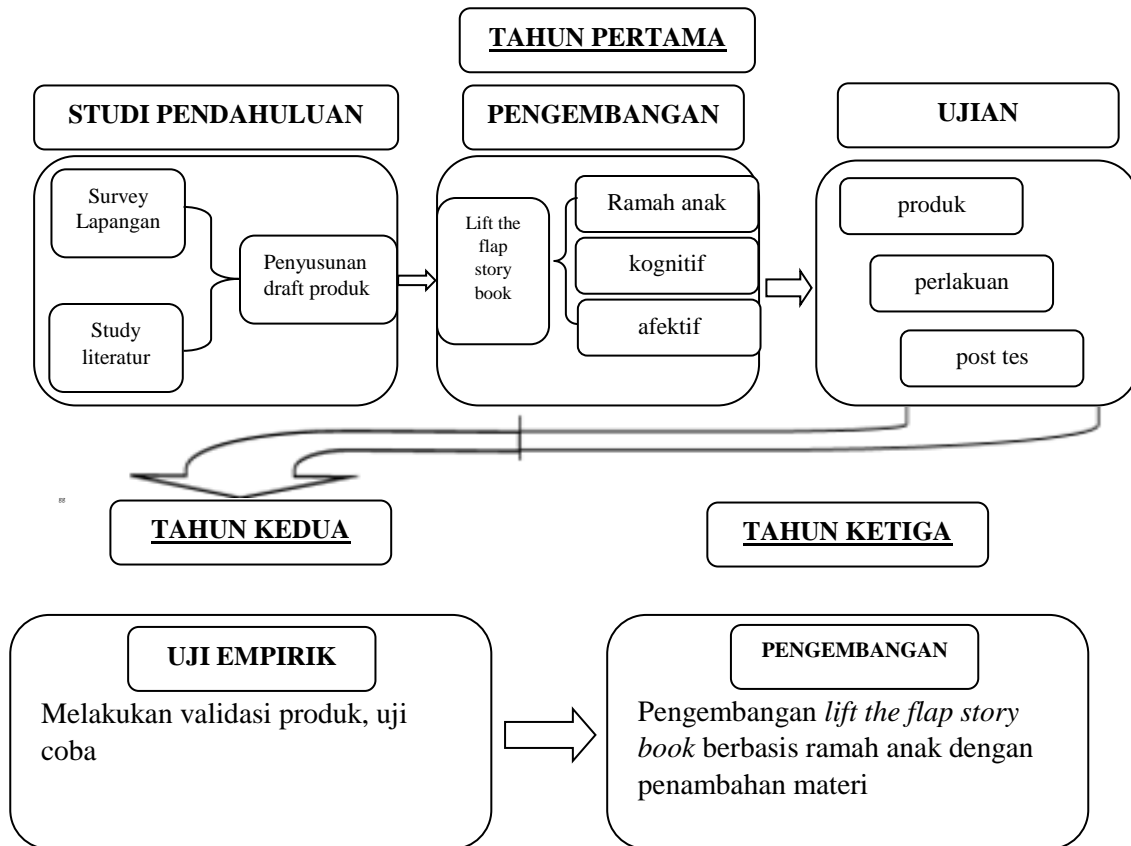 TAHUN PERTAMA
STUDI PENDAHULUAN
PENGEMBANGAN
UJIAN
Survey
Lapangan
Study
literatur
Penyusunan
draft produk
Lift the
flap
story
book
Ramah anak
kognitif
afektif
produk
perlakuan
post tes
TAHUN KEDUA
TAHUN KETIGA
UJI EMPIRIK
Melakukan validasi produk, uji
coba
PENGEMBANGAN
Pengembangan lift the flap story
book berbasis ramah anak dengan
penambahan materi